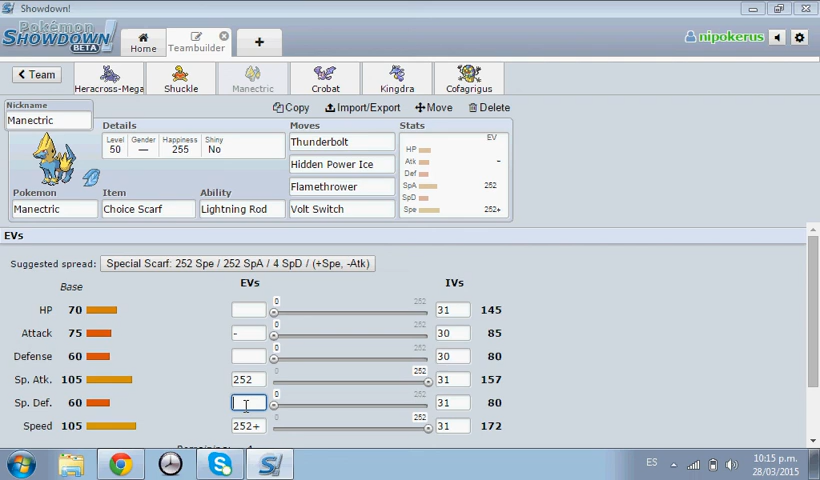 Showdown!
Pokémon
SHOWDOWN
BETA
Home
Teambuilder
nipokerus
Team
Heracross-Mega
Shuckle
Manectric
Crobat
Kingdra
Cofagrigus
Copy
Import/Export
Move
Delete
Nickname
Manectric
Details
Level
50
Gender
—
Happiness
255
Shiny
No
Pokemon
Manectric
Item
Choice Scarf
Ability
Lightning Rod
Moves
Thunderbolt
Hidden Power Ice
Flamethrower
Volt Switch
Stats
EV
HP
Atk -
Def
SpA 252
SpD
Spe 252+
EVs
Suggested spread: Special Scarf: 252 Spe / 252 SpA / 4 SpD / (+Spe, -Atk)
Base EVs IVs
HP 70 0 252 31 145
Attack 75 - 0 252 30 85
Defense 60 0 252 30 80
Sp. Atk. 105 252 0 252 31 157
Sp. Def. 60 0 252 31 80
Speed 105 252+ 0 252 31 172
ES
10:15 p.m.
28/03/2015